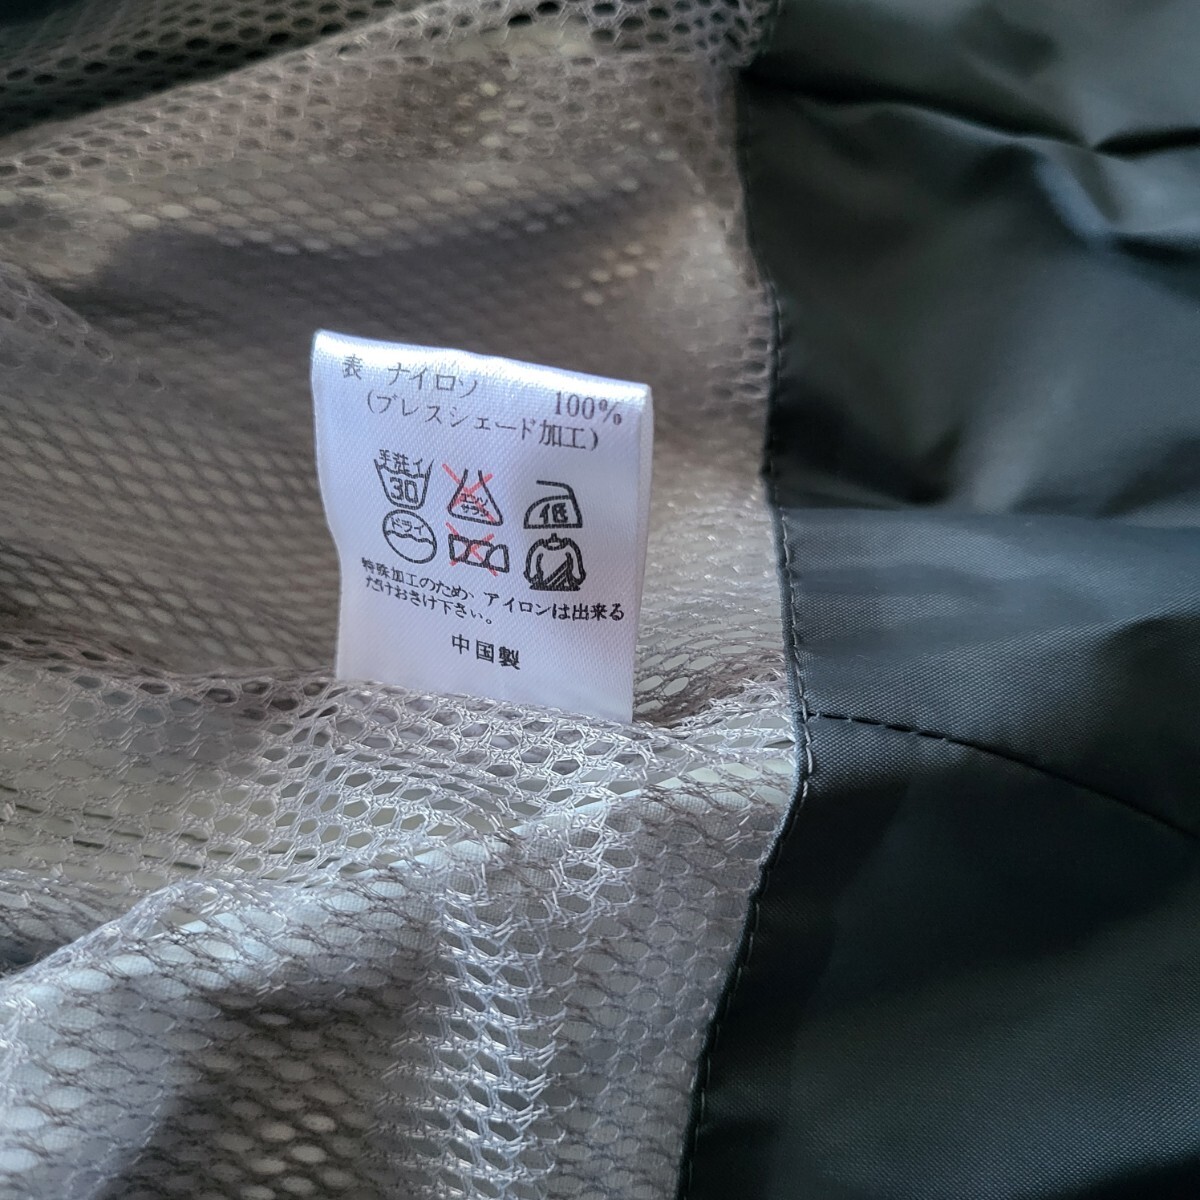 表 ナイロソ 100%
(ブレスシェード加工)
手洗イ
30
エンソ
サラシ
低
ドライ
特殊加工のため、アイロンは出来る
だけおさけ下さい。
中国製